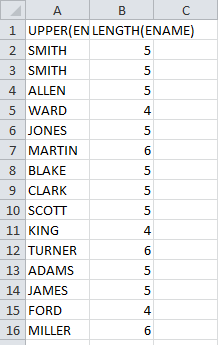 A B C
1 UPPER(EN LENGTH(ENAME)
2 SMITH 5
3 SMITH 5
4 ALLEN 5
5 WARD 4
6 JONES 5
7 MARTIN 6
8 BLAKE 5
9 CLARK 5
10 SCOTT 5
11 KING 4
12 TURNER 6
13 ADAMS 5
14 JAMES 5
15 FORD 4
16 MILLER 6